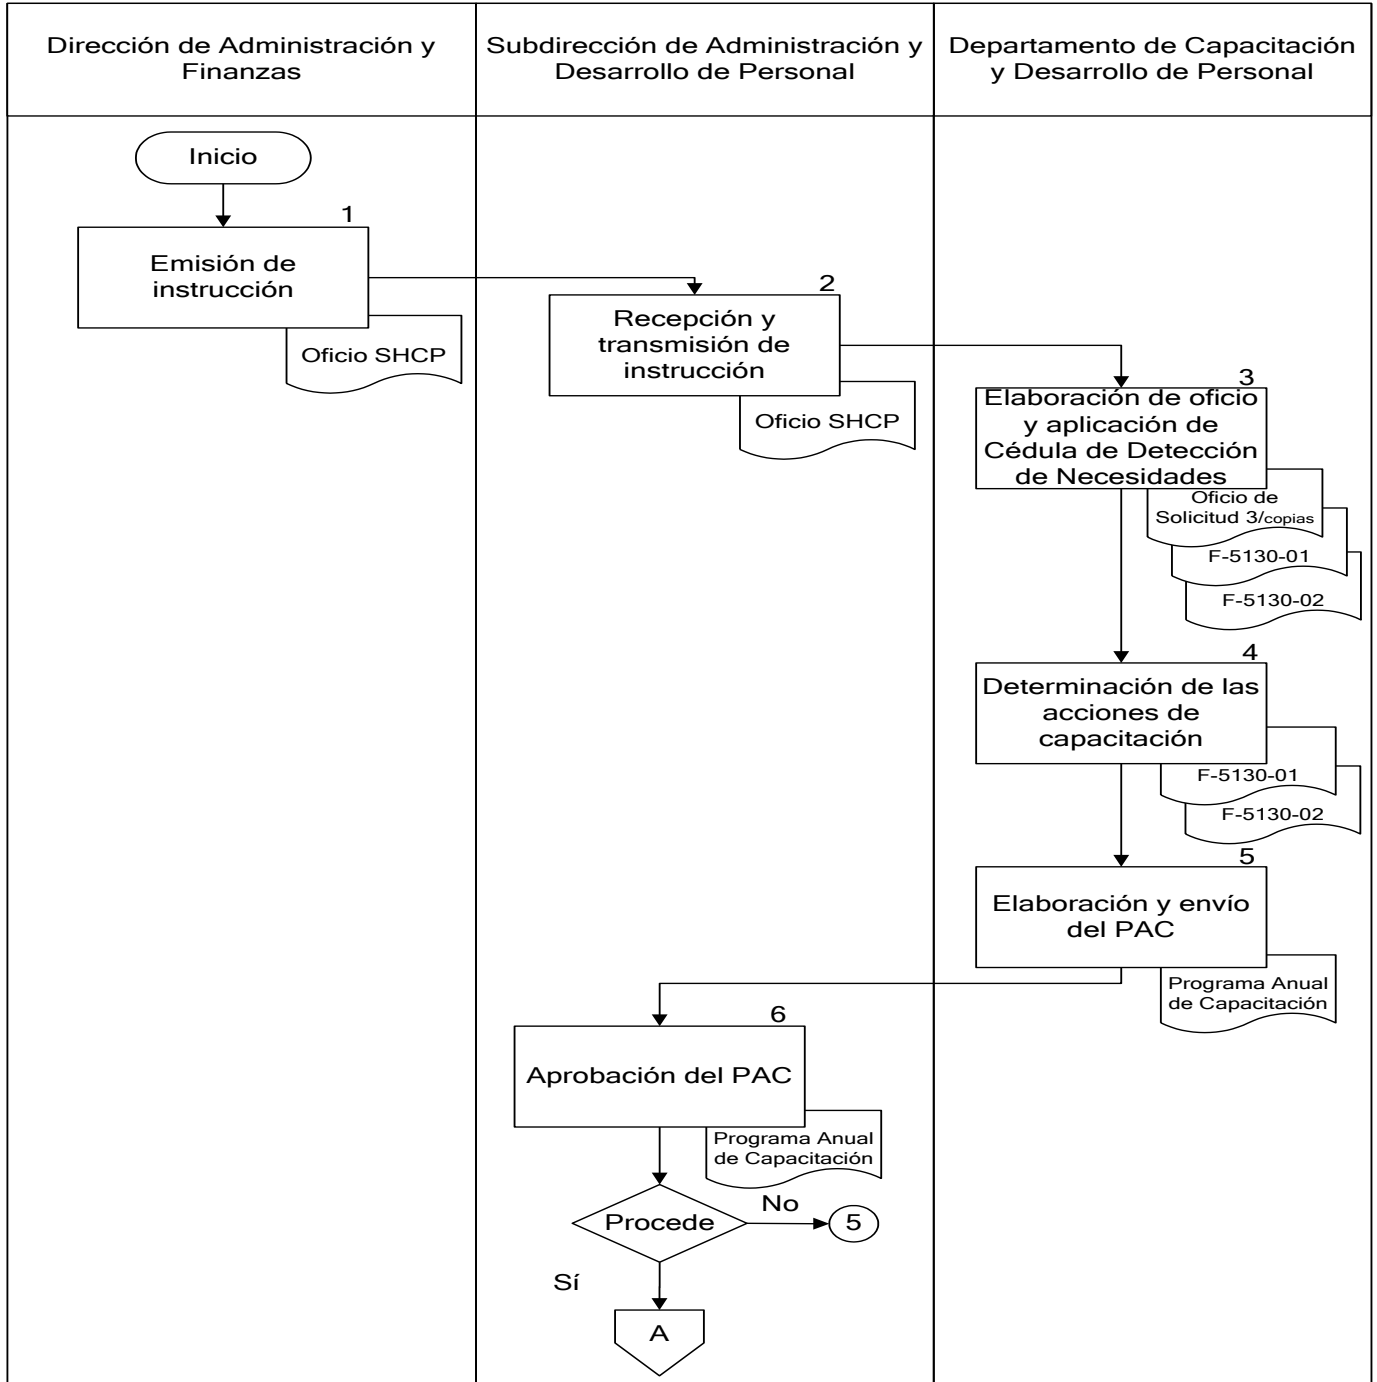 Dirección de Administración y
Finanzas
Subdirección de Administración y
Desarrollo de Personal
Departamento de Capacitación
y Desarrollo de Personal
Inicio
1
Emisión de
instrucción
Oficio SHCP
2
Recepción y
transmisión de
instrucción
Oficio SHCP
3
Elaboración de oficio
y aplicación de
Cédula de Detección
de Necesidades
Oficio de
Solicitud 3/copias
F-5130-01
F-5130-02
4
Determinación de las
acciones de
capacitación
F-5130-01
F-5130-02
5
Elaboración y envío
del PAC
Programa Anual
de Capacitación
6
Aprobación del PAC
Programa Anual
de Capacitación
Procede
No
5
Sí
A